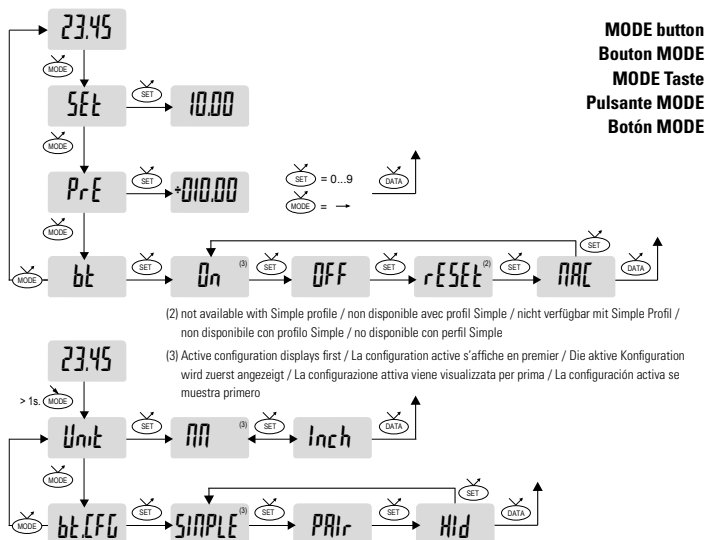 23.45
MODE button
Bouton MODE
MODE Taste
Pulsante MODE
Botón MODE
MODE
SEt SET 10.00
MODE
PrE SET +010.00 SET = 0...9 DATA
MODE = →
MODE
SET
MODE bt SET On (3) SET OFF SET rESEt (2) SET MAC DATA
(2) not available with Simple profile / non disponible avec profil Simple / nicht verfügbar mit Simple Profil /
non disponibile con profilo Simple / no disponible con perfil Simple
(3) Active configuration displays first / La configuration active s’affiche en premier / Die aktive Konfiguration
wird zuerst angezeigt / La configurazione attiva viene visualizzata per prima / La configuración activa se
muestra primero
23.45
> 1s. MODE
Unit SET MM (3) SET Inch DATA
MODE
SET
MODE bt.CFG SET SIMPLE (3) SET PAIr SET HId DATA